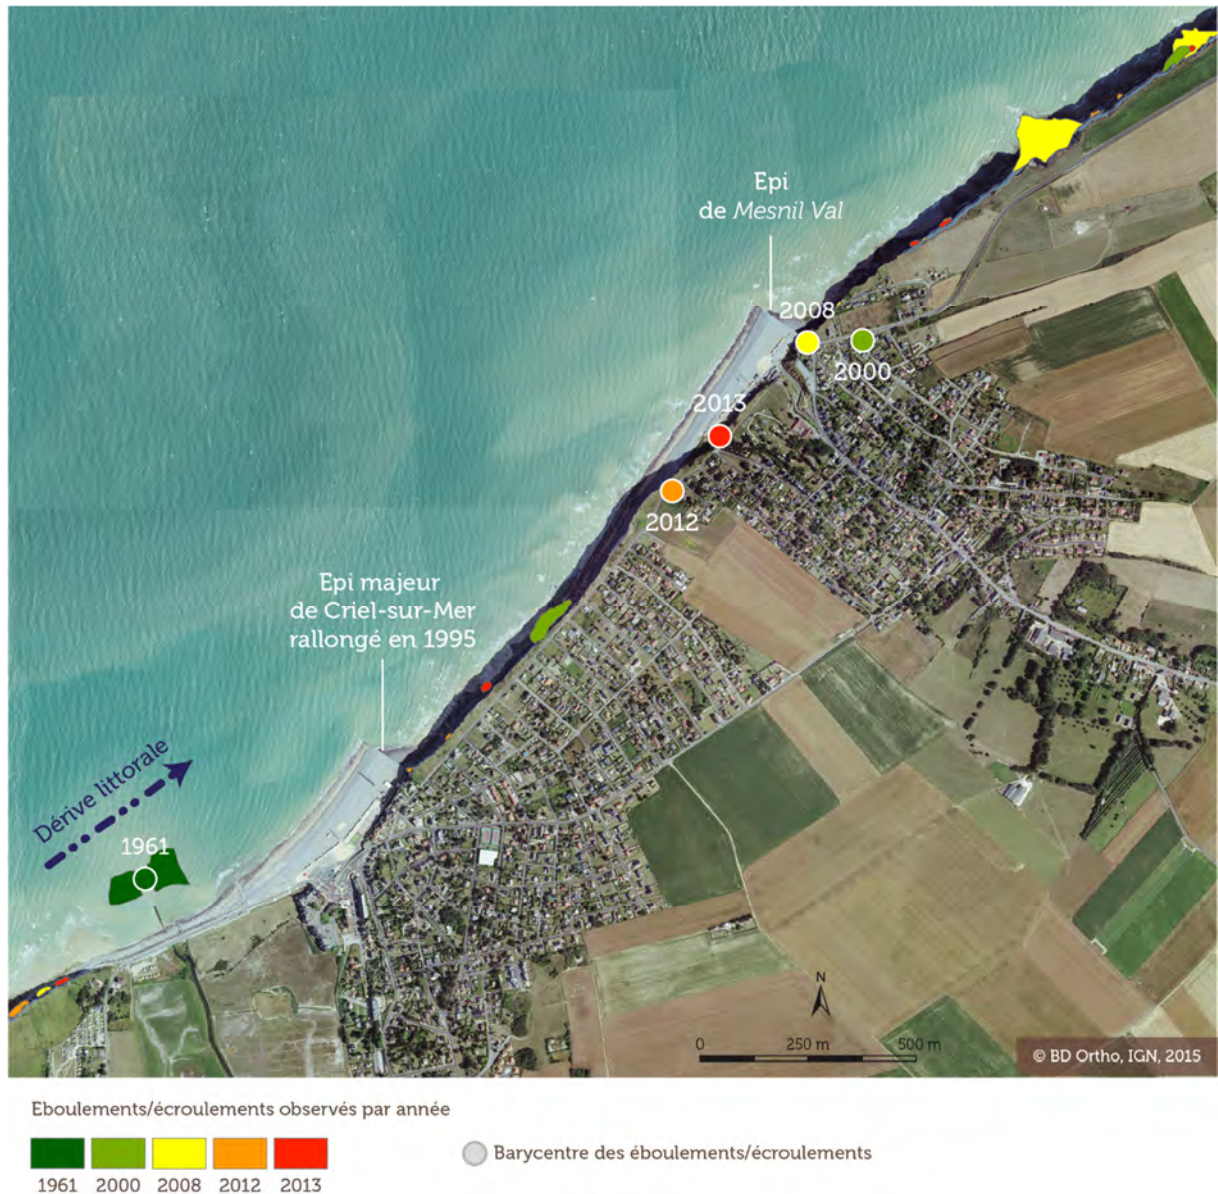 Epi
de Mesnil Val
2008
2000
2013
2012
Epi majeur
de Criel-sur-Mer
rallongé en 1995
Dérive littorale
1961
N
0 250 m 500 m
© BD Ortho, IGN, 2015
Eboulements/écroulements observés par année
1961 2000 2008 2012 2013
Barycentre des éboulements/écroulements